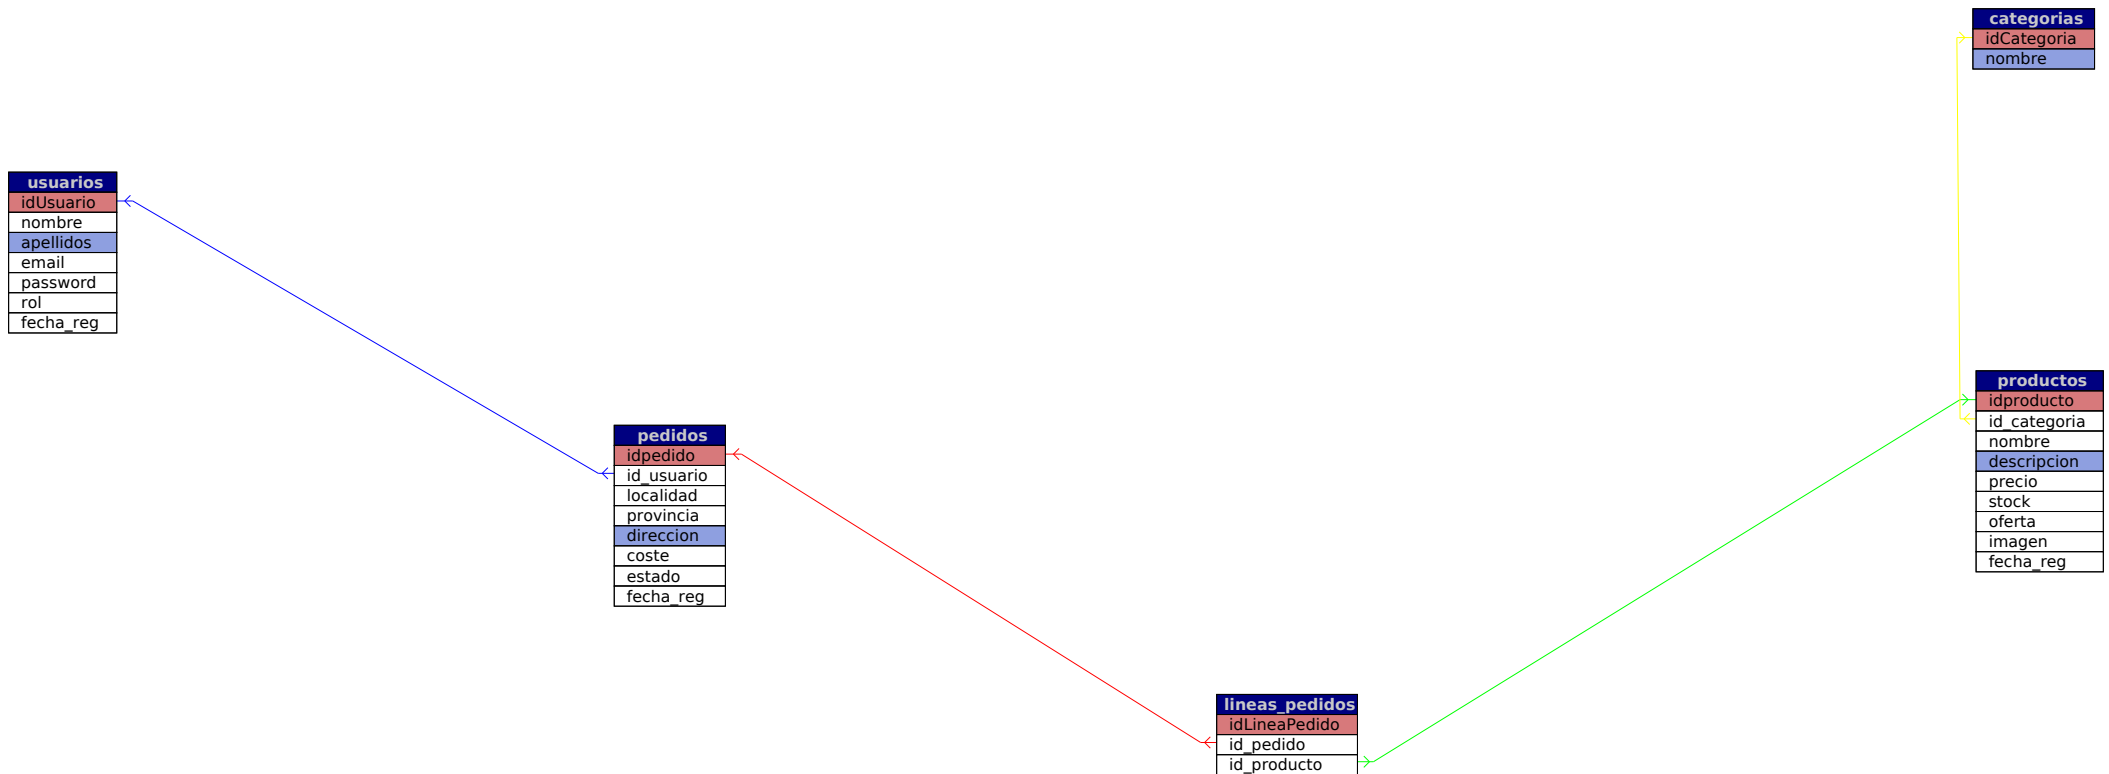 categorias
idCategoria
nombre
usuarios
idUsuario
nombre
apellidos
email
password
rol
fecha_reg
productos
idproducto
id_categoria
nombre
descripcion
precio
stock
oferta
imagen
fecha_reg
pedidos
idpedido
id_usuario
localidad
provincia
direccion
coste
estado
fecha_reg
lineas_pedidos
idLineaPedido
id_pedido
id_producto